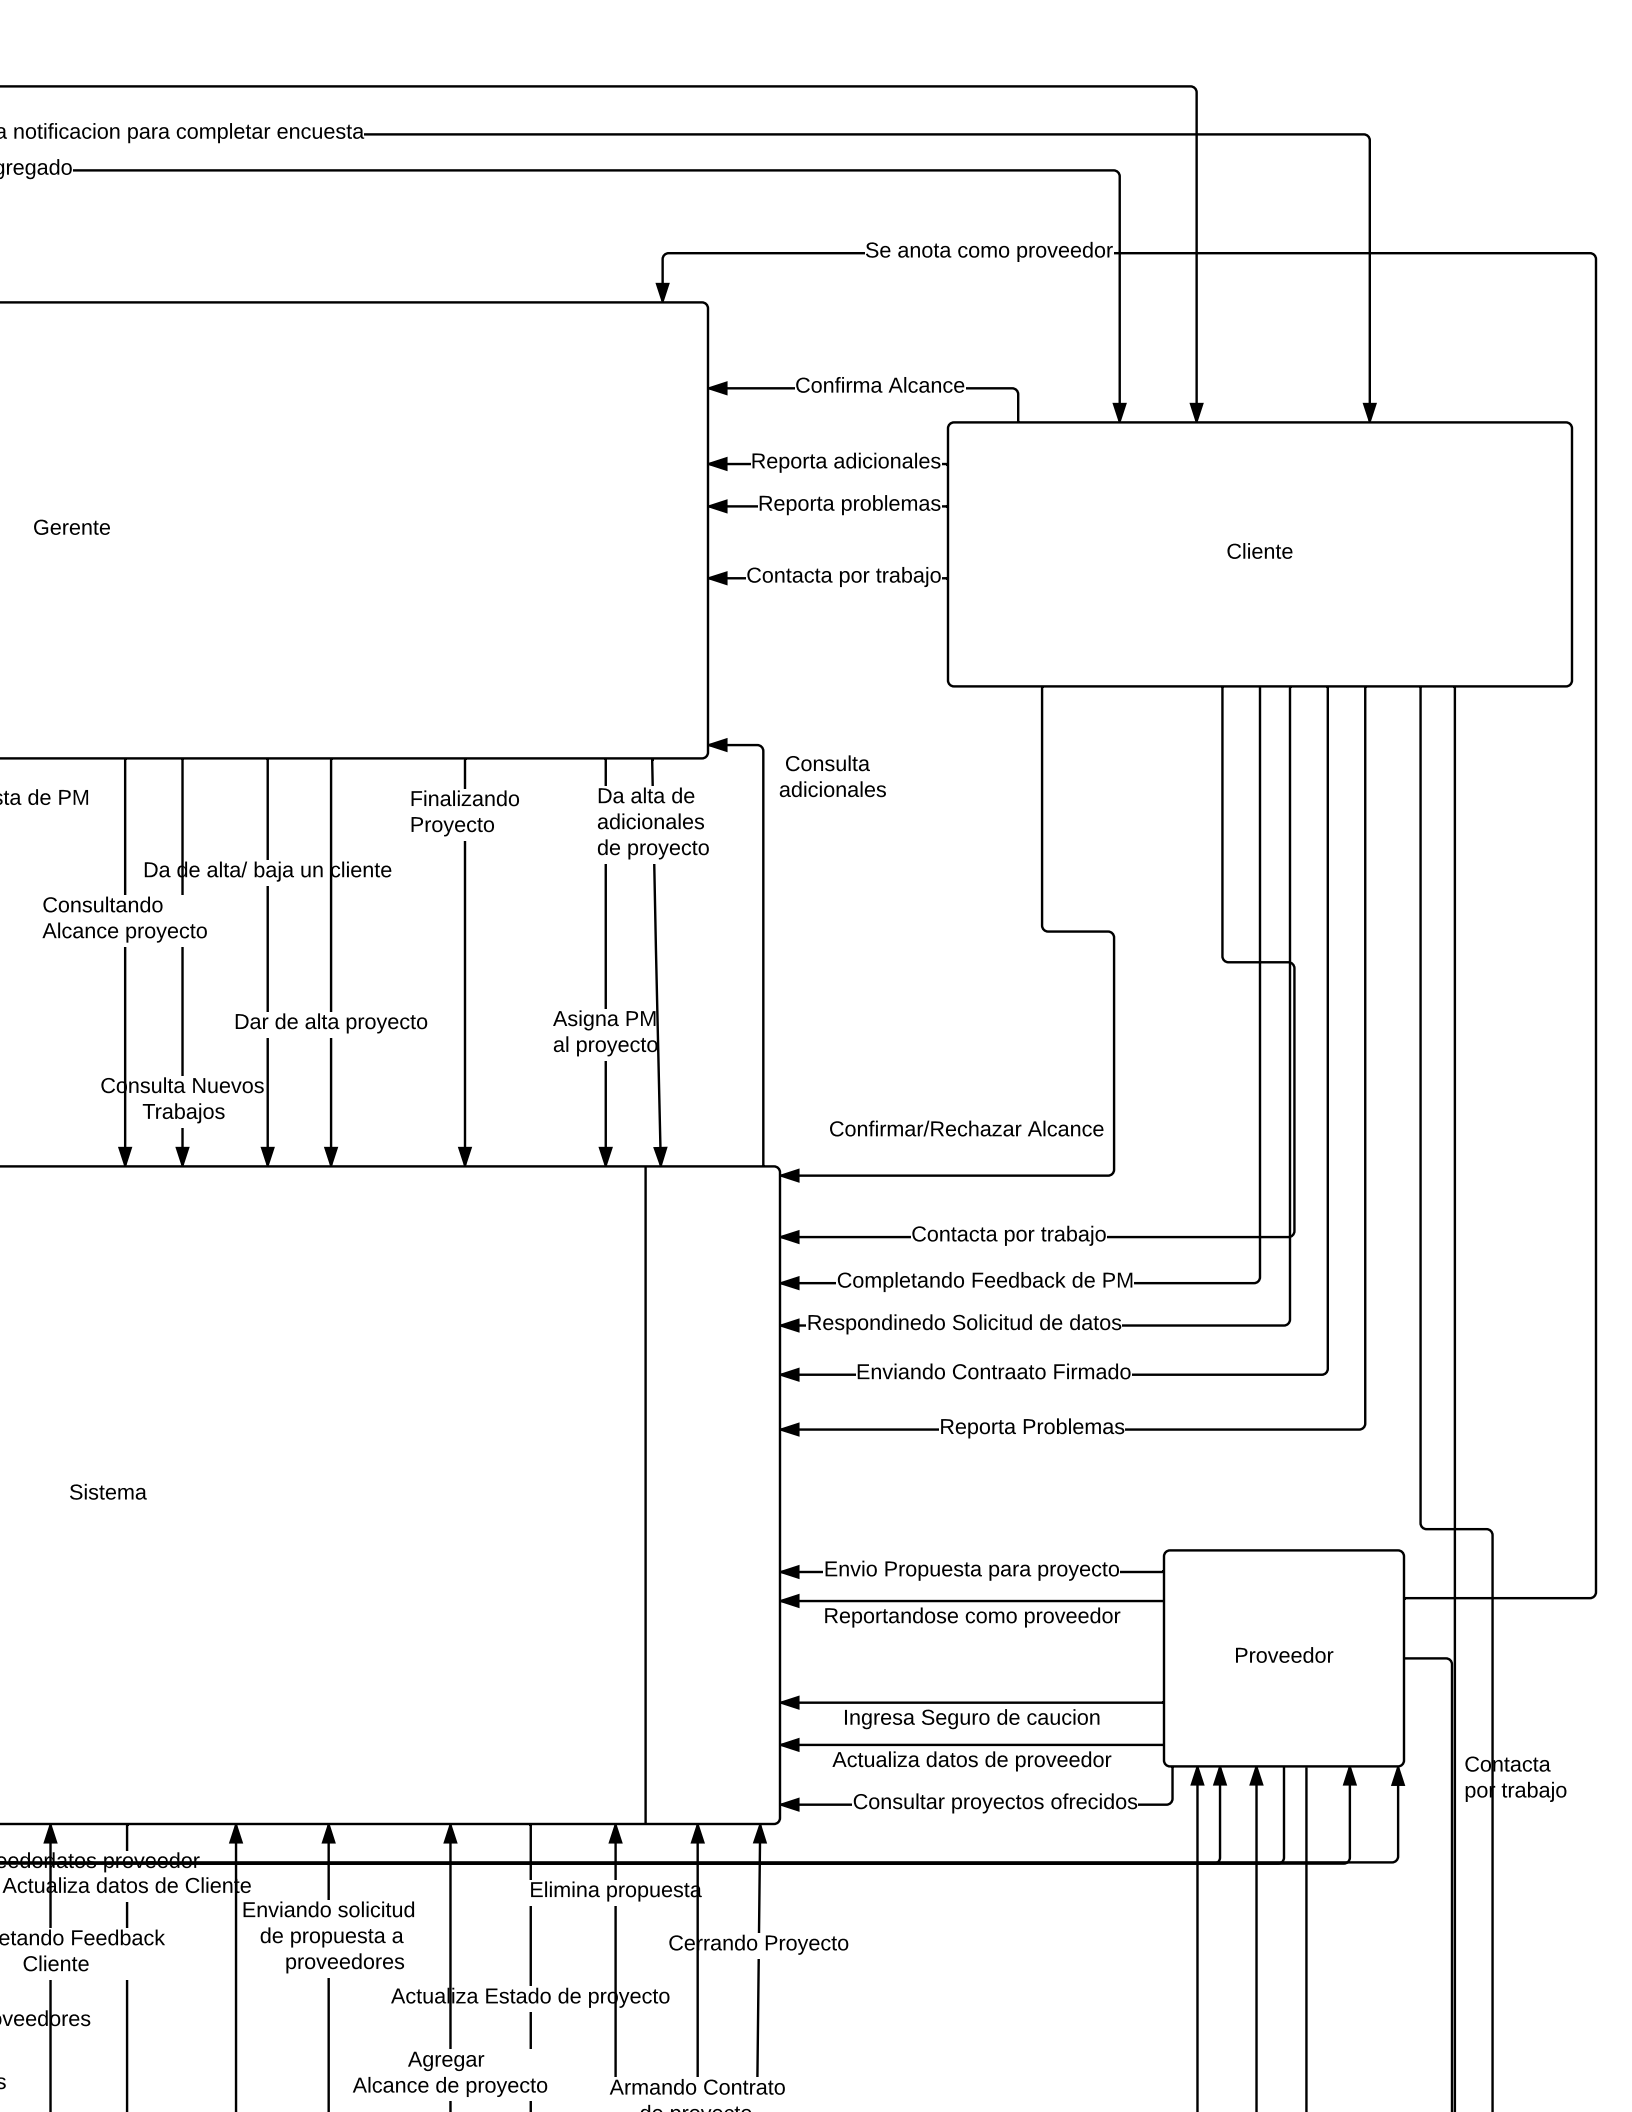 a notificacion para completar encuesta
gregado
Se anota como proveedor
Confirma Alcance
Reporta adicionales
Reporta problemas
Gerente
Cliente
Contacta por trabajo
Consulta
adicionales
sta de PM
Finalizando
Proyecto
Da alta de
adicionales
de proyecto
Da de alta/ baja un cliente
Consultando
Alcance proyecto
Dar de alta proyecto
Asigna PM
al proyecto
Consulta Nuevos
Trabajos
Confirmar/Rechazar Alcance
Contacta por trabajo
Completando Feedback de PM
Respondinedo Solicitud de datos
Enviando Contraato Firmado
Reporta Problemas
Sistema
Envio Propuesta para proyecto
Reportandose como proveedor
Proveedor
Ingresa Seguro de caucion
Actualiza datos de proveedor
Contacta
por trabajo
Consultar proyectos ofrecidos
proveedor
Actualiza datos de Cliente
Elimina propuesta
Enviando solicitud
de propuesta a
proveedores
etando Feedback
Cliente
Cerrando Proyecto
Actualiza Estado de proyecto
oveedores
Agregar
Alcance de proyecto
s
Armando Contrato
de proyecto